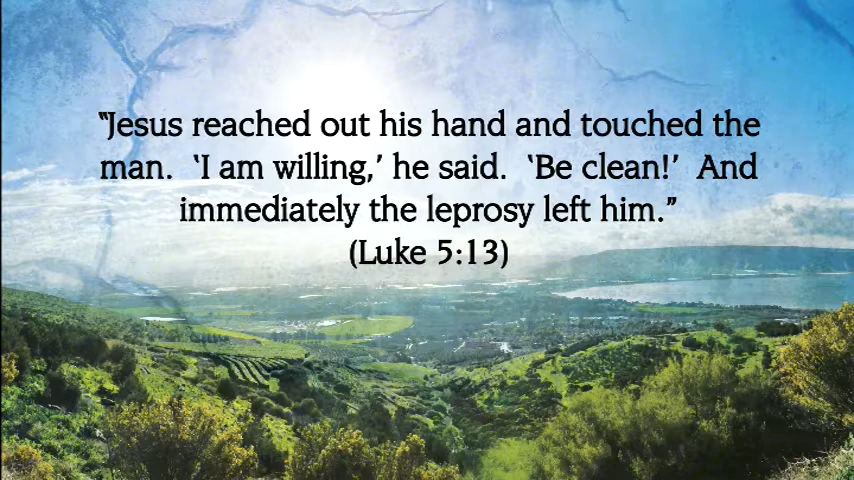 “Jesus reached out his hand and touched the
man.  ‘I am willing,’ he said.  ‘Be clean!’  And
immediately the leprosy left him.”
(Luke 5:13)